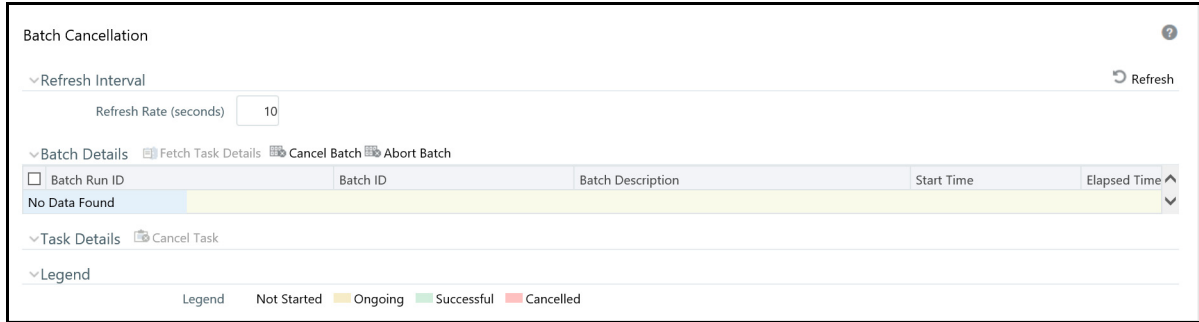 Batch Cancellation
Refresh Interval Refresh
Refresh Rate (seconds) 10
Batch Details Fetch Task Details Cancel Batch Abort Batch
Batch Run ID Batch ID Batch Description Start Time Elapsed Time
No Data Found
Task Details Cancel Task
Legend
Legend Not Started Ongoing Successful Cancelled